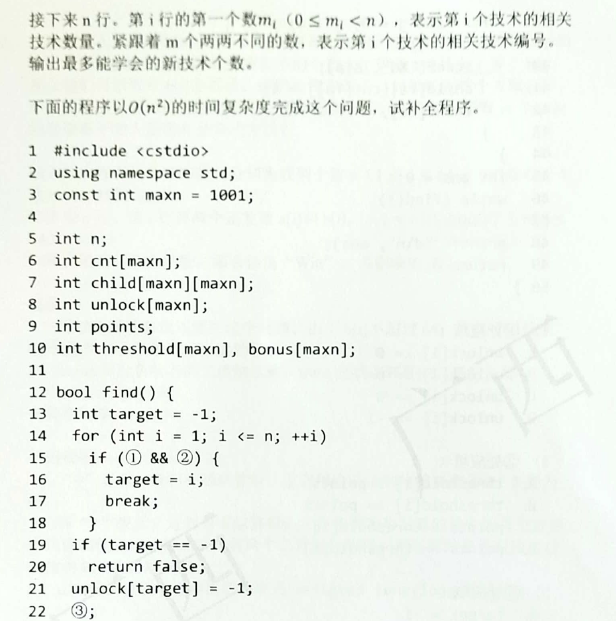 接下来 n 行。第 i 行的第一个数mᵢ（0 ≤ mᵢ < n），表示第 i 个技术的相关
技术数量。紧跟着 m 个两两不同的数，表示第 i 个技术的相关技术编号。
输出最多能学会的新技术个数。
下面的程序以O(n²)的时间复杂度完成这个问题，试补全程序。
1 #include <cstdio>
2 using namespace std;
3 const int maxn = 1001;
4
5 int n;
6 int cnt[maxn];
7 int child[maxn][maxn];
8 int unlock[maxn];
9 int points;
10 int threshold[maxn], bonus[maxn];
11
12 bool find() {
13 int target = -1;
14 for (int i = 1; i <= n; ++i)
15 if (① && ②) {
16 target = i;
17 break;
18 }
19 if (target == -1)
20 return false;
21 unlock[target] = -1;
22 ③;
广西